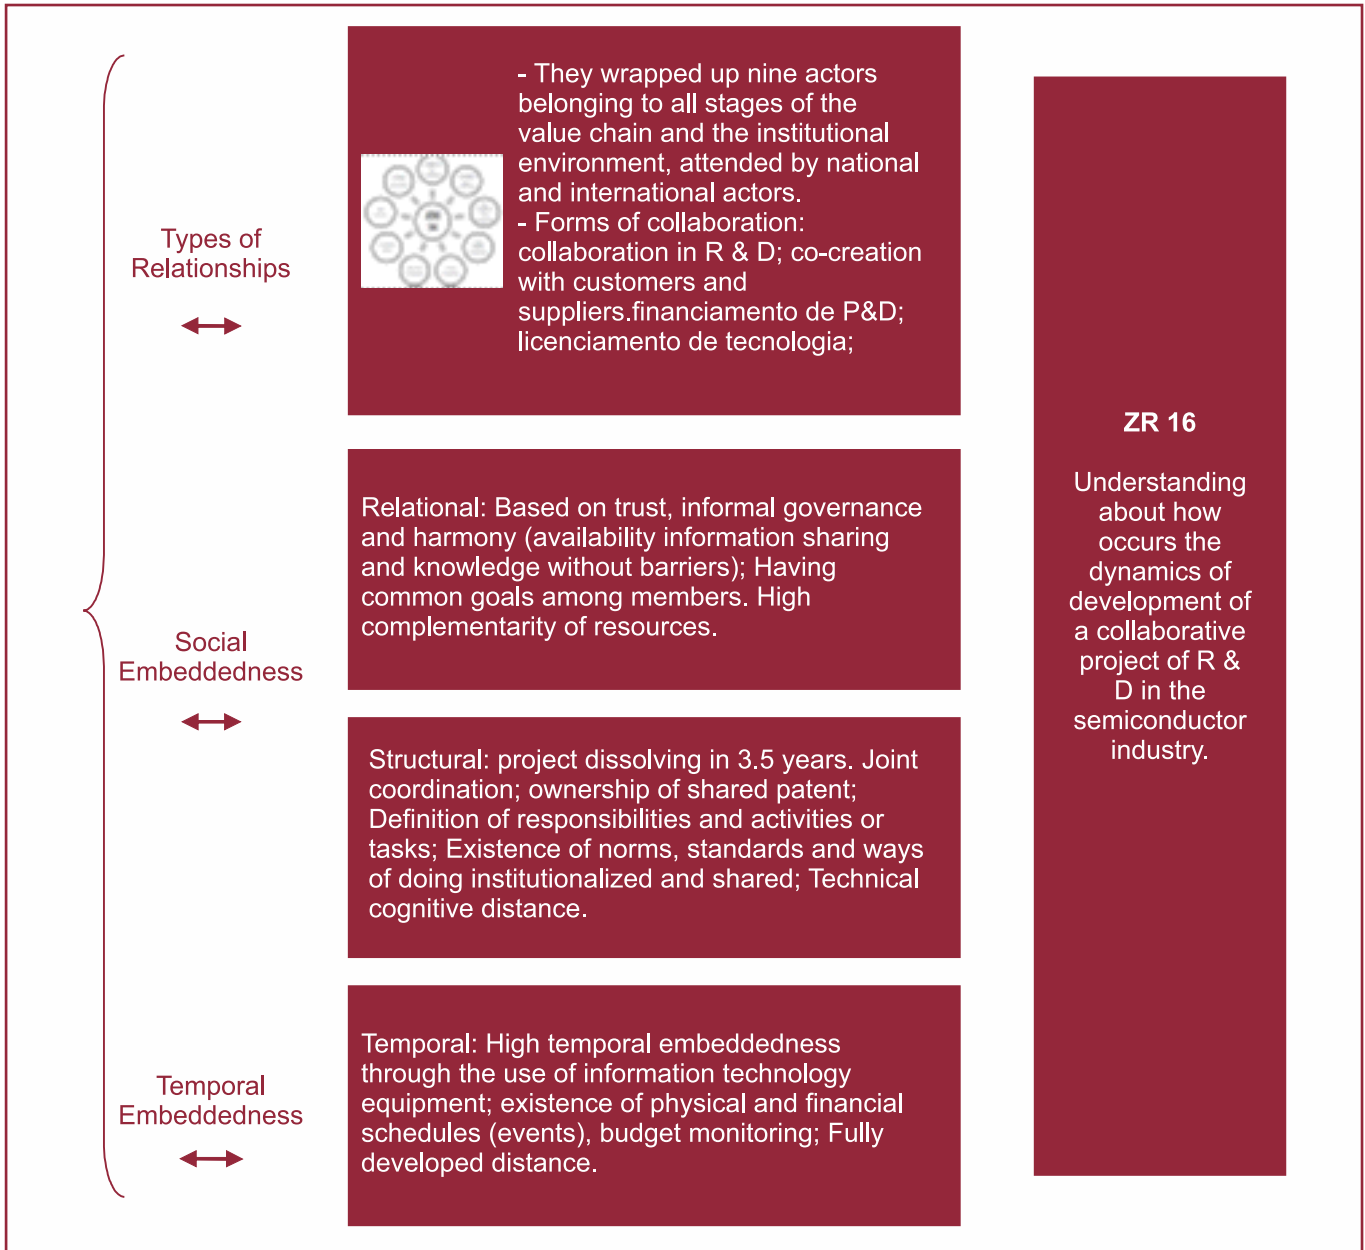 Types of
Relationships
- They wrapped up nine actors
belonging to all stages of the
value chain and the institutional
environment, attended by national
and international actors.
- Forms of collaboration:
collaboration in R & D; co-creation
with customers and
suppliers.financiamento de P&D;
licenciamento de tecnologia;
Social
Embeddedness
Relational: Based on trust, informal governance
and harmony (availability information sharing
and knowledge without barriers); Having
common goals among members. High
complementarity of resources.
Structural: project dissolving in 3.5 years. Joint
coordination; ownership of shared patent;
Definition of responsibilities and activities or
tasks; Existence of norms, standards and ways
of doing institutionalized and shared; Technical
cognitive distance.
Temporal
Embeddedness
Temporal: High temporal embeddedness
through the use of information technology
equipment; existence of physical and financial
schedules (events), budget monitoring; Fully
developed distance.
ZR 16
Understanding
about how
occurs the
dynamics of
development of
a collaborative
project of R &
D in the
semiconductor
industry.